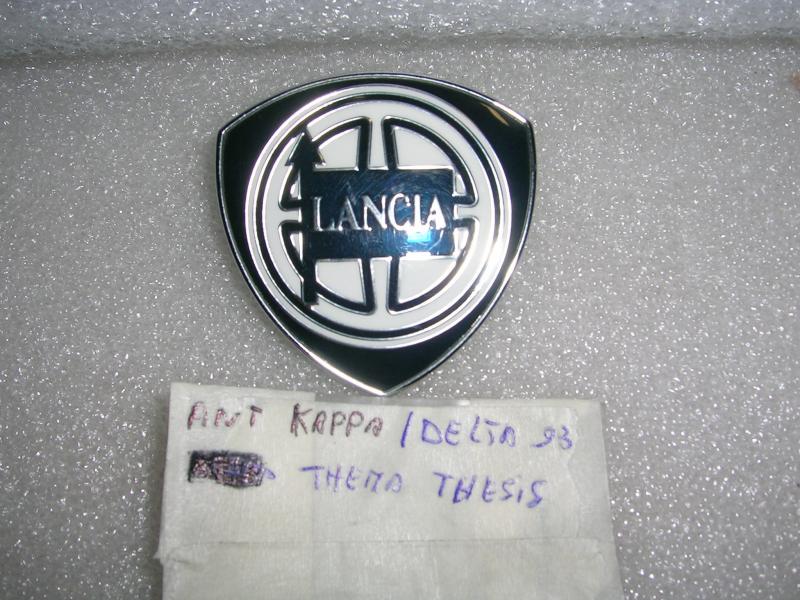 LANCIA
ANT KAPPA / DELTA 93
THEMA THESIS